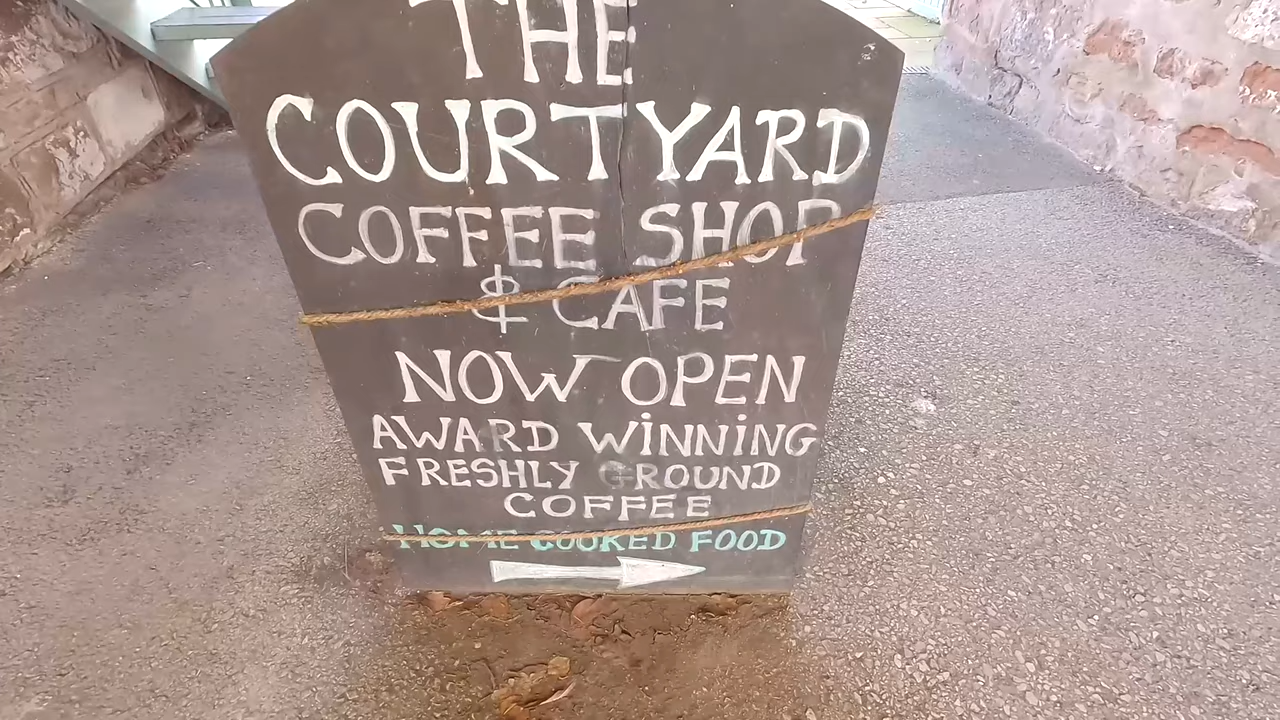 THE
COURTYARD
COFFEE SHOP
& CAFE
NOW OPEN
AWARD WINNING
FRESHLY GROUND
COFFEE
HOME COOKED FOOD